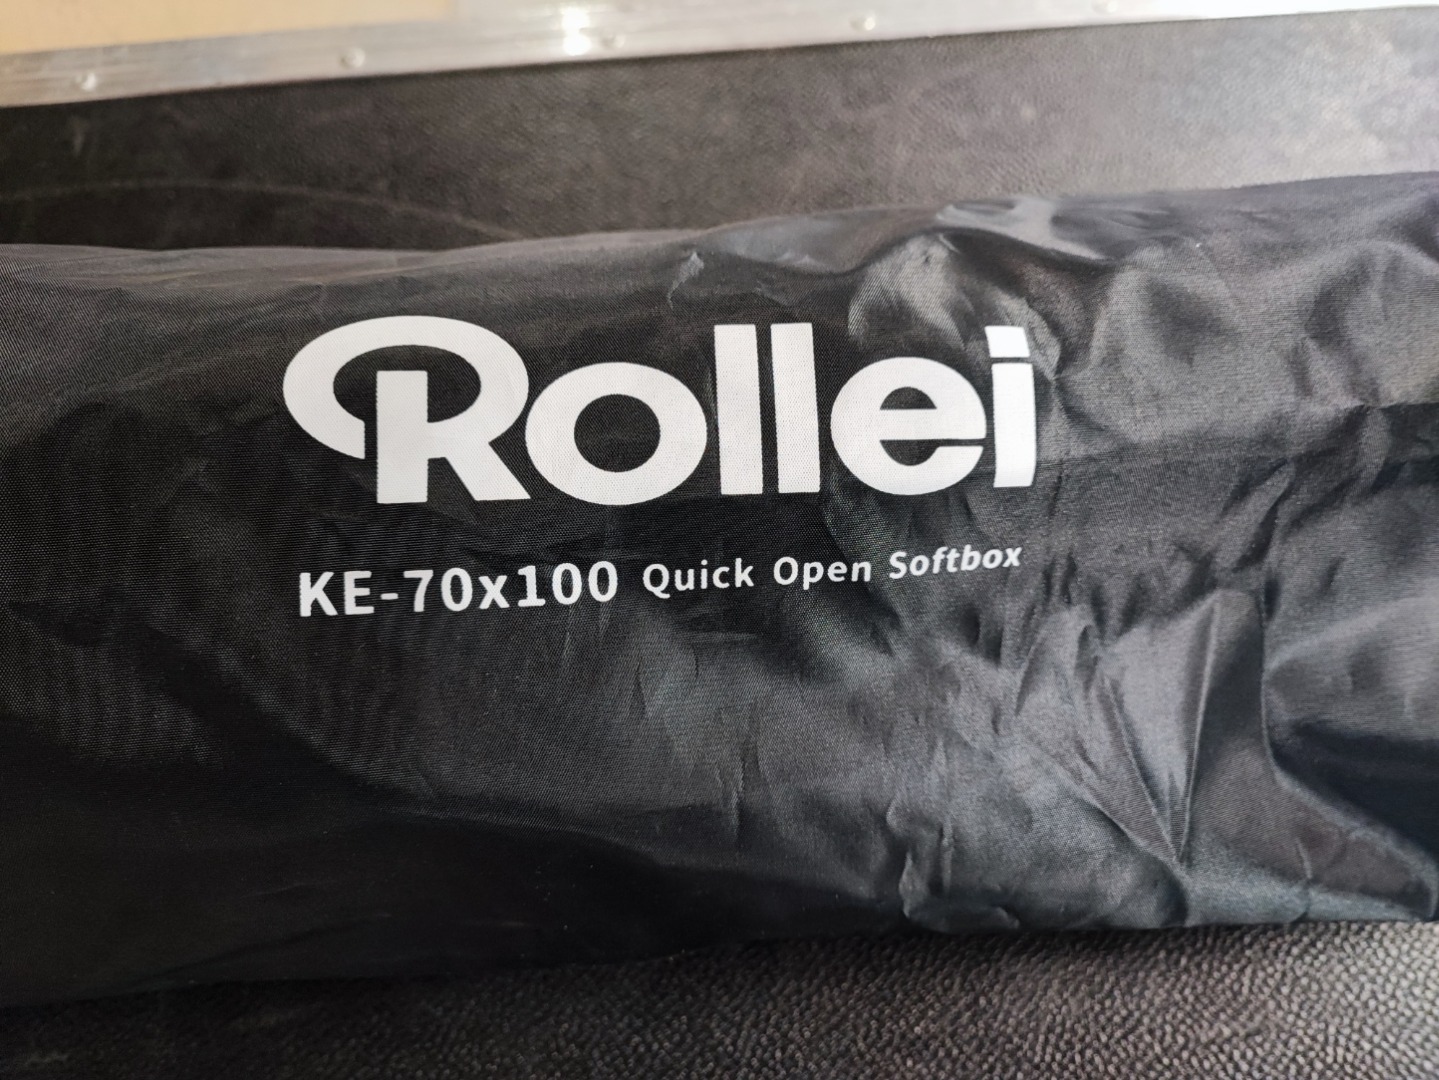 Rollei
KE-70x100 Quick Open Softbox